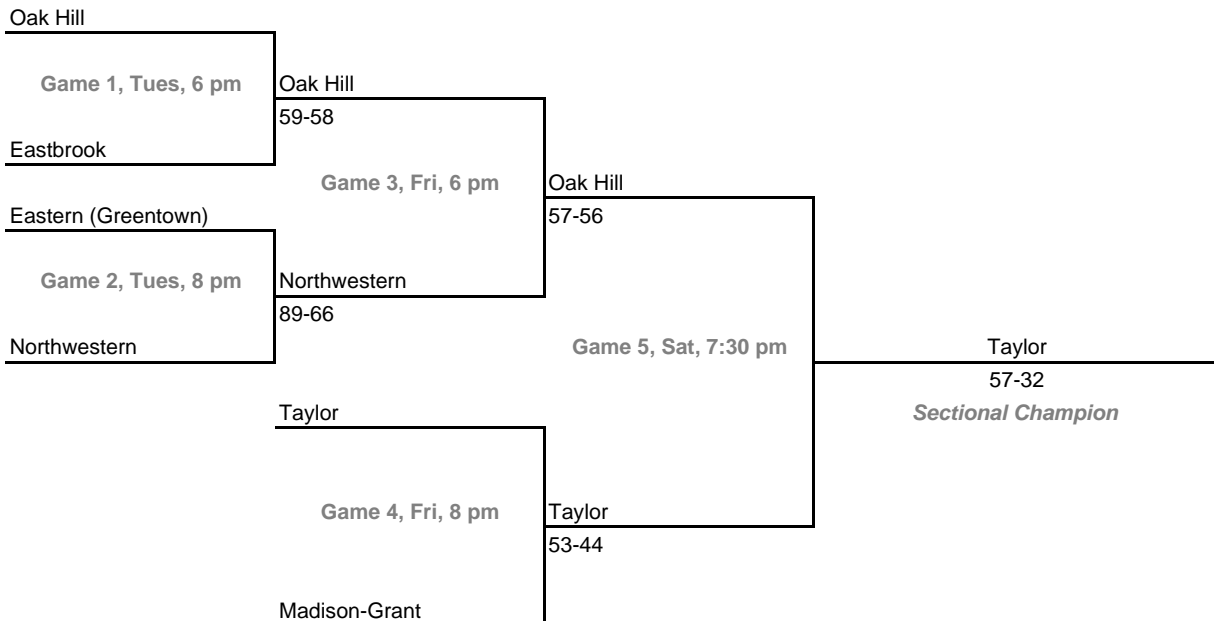 Oak Hill
Game 1, Tues, 6 pm
Oak Hill
59-58
Eastbrook
Game 3, Fri, 6 pm
Oak Hill
57-56
Eastern (Greentown)
Game 2, Tues, 8 pm
Northwestern
89-66
Northwestern
Game 5, Sat, 7:30 pm
Taylor
57-32
Sectional Champion
Taylor
Game 4, Fri, 8 pm
Taylor
53-44
Madison-Grant